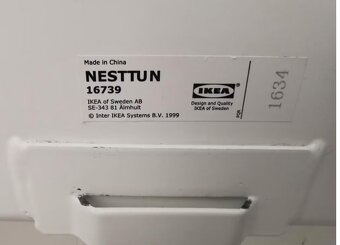 Made in China
NESTTUN
16739
IKEA of Sweden AB
SE-343 81 Älmhult
© Inter IKEA Systems B.V. 1999
IKEA
Design and Quality
IKEA of Sweden
1634